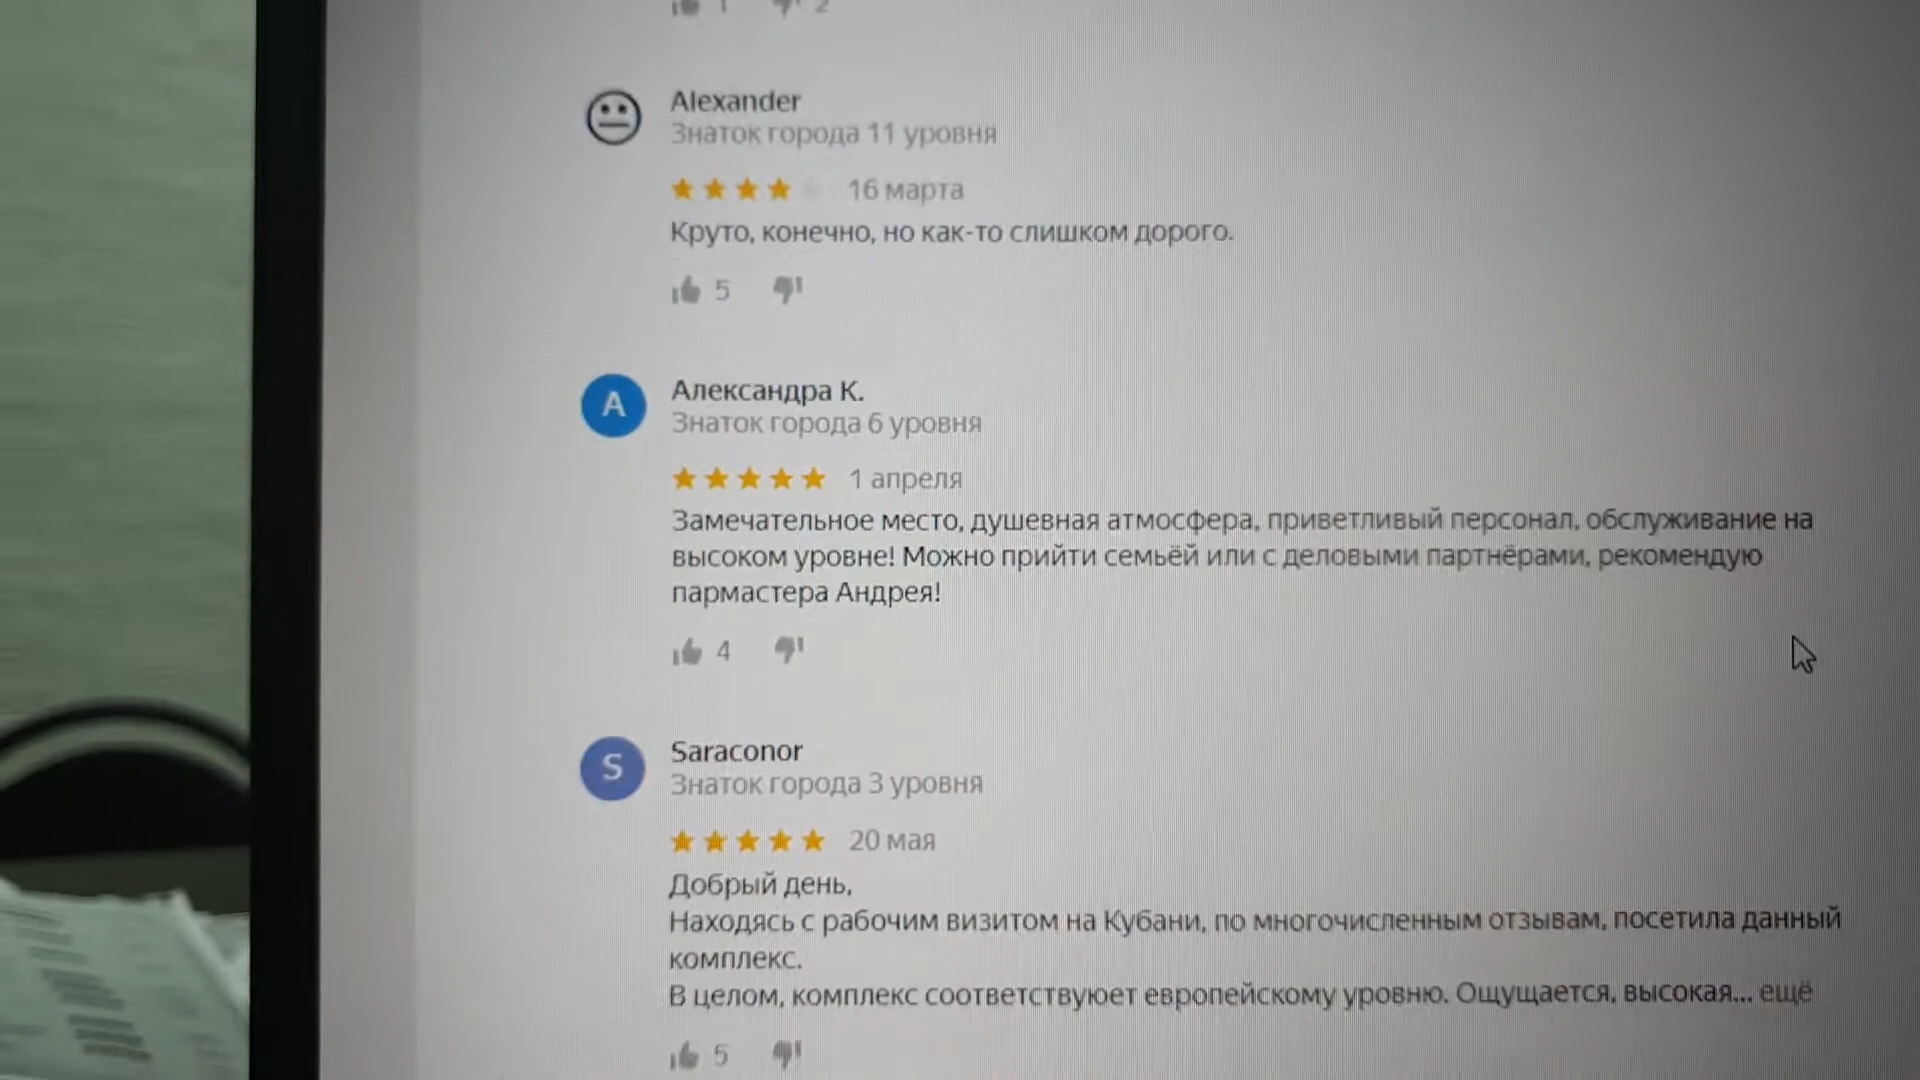 1 2
Alexander
Знаток города 11 уровня
16 марта
Круто, конечно, но как-то слишком дорого.
5
A
Александра К.
Знаток города 6 уровня
1 апреля
Замечательное место, душевная атмосфера, приветливый персонал, обслуживание на
высоком уровне! Можно прийти семьёй или с деловыми партнёрами, рекомендую
пармастера Андрея!
4
S
Saraconor
Знаток города 3 уровня
20 мая
Добрый день,
Находясь с рабочим визитом на Кубани, по многочисленным отзывам, посетила данный
комплекс.
В целом, комплекс соответствуюет европейскому уровню. Ощущается, высокая... ещё
5